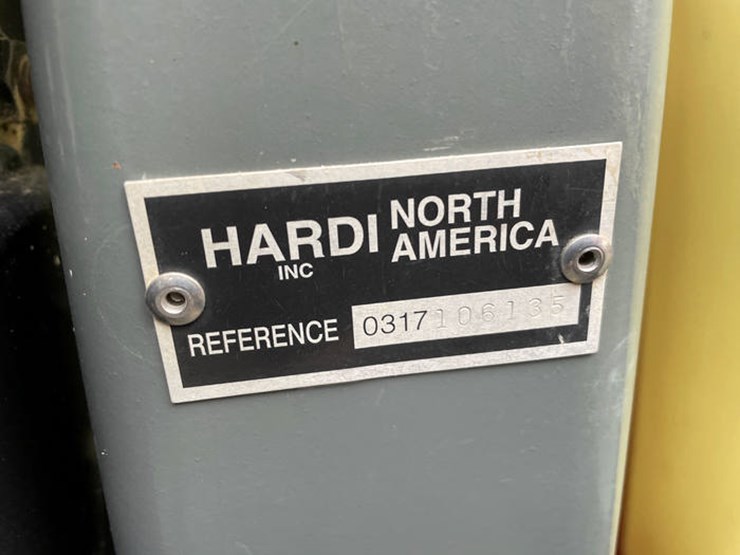 HARDI NORTH AMERICA
INC
REFERENCE 0317106135